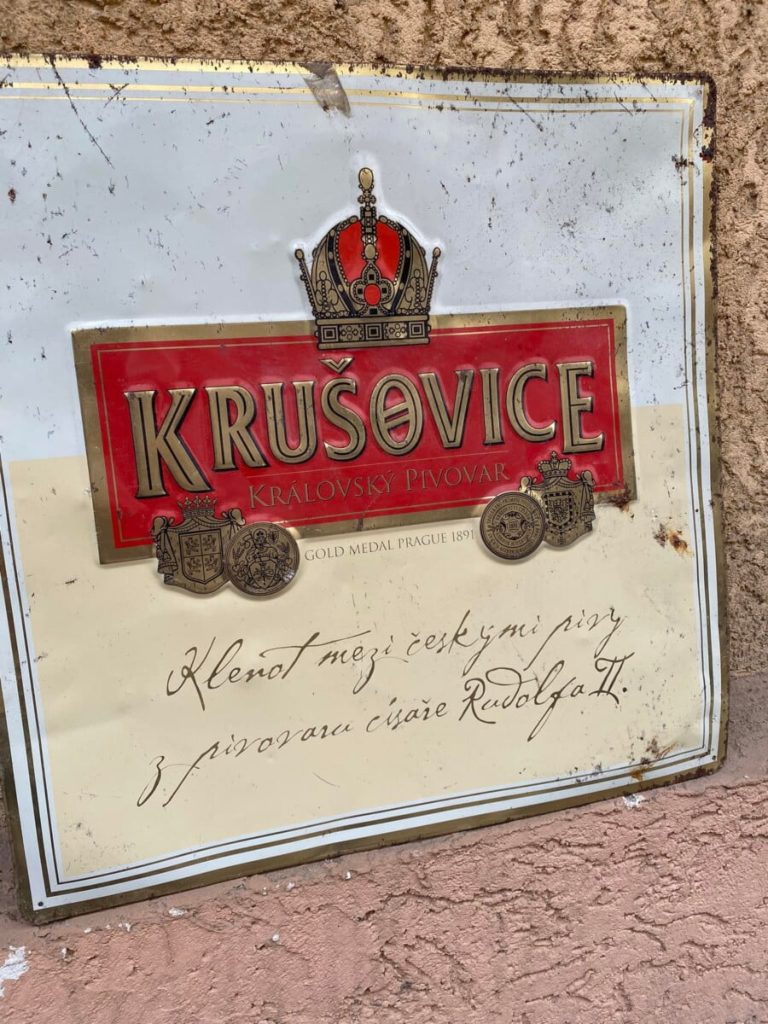 KRUŠOVICE
KRÁLOVSKÝ PIVOVAR
GOLD MEDAL PRAGUE 1891
Klenot mezi českými pivy
z pivovaru císaře Rudolfa II.